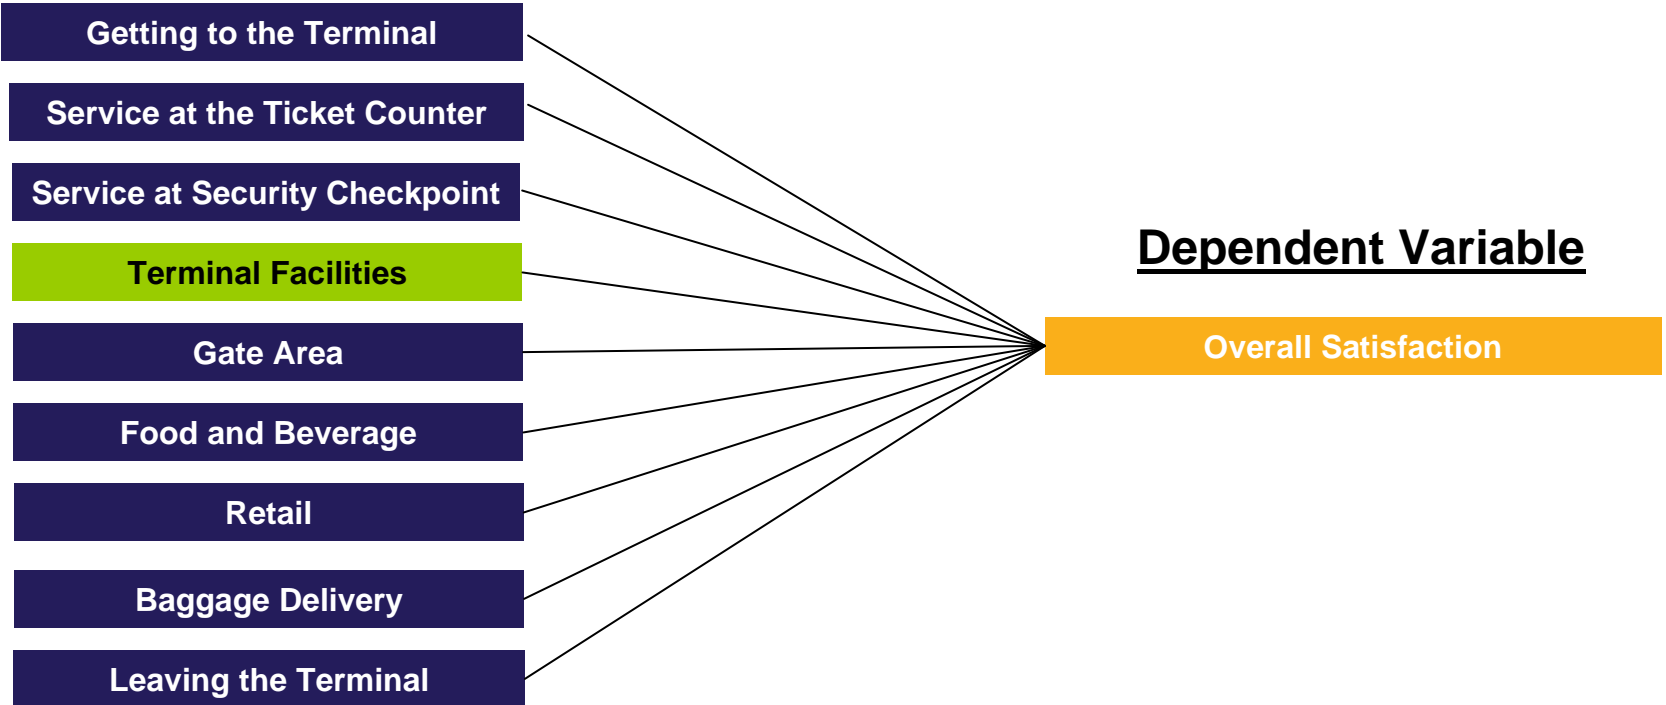 Getting to the Terminal
Service at the Ticket Counter
Service at Security Checkpoint
Terminal Facilities
Gate Area
Food and Beverage
Retail
Baggage Delivery
Leaving the Terminal
Dependent Variable
Overall Satisfaction